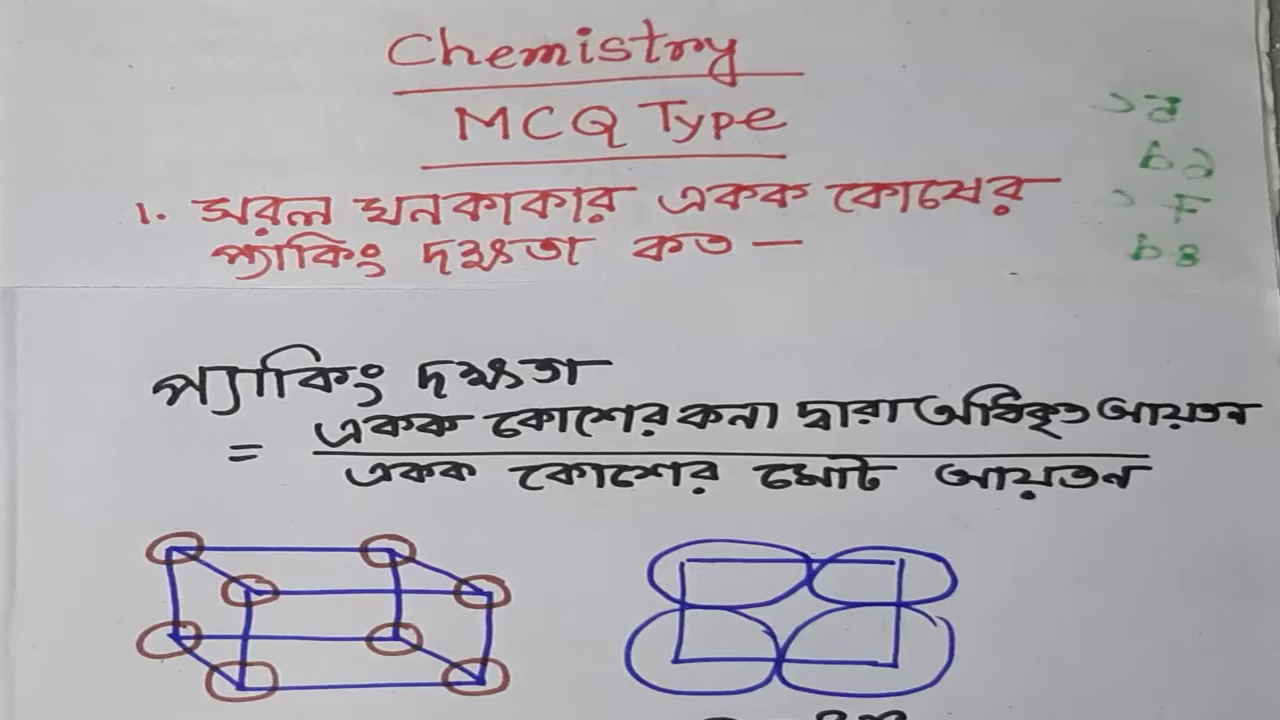 Chemistry
MCQ Type
1. সরল ঘনকাকার একক কোষের
প্যাকিং দক্ষতা কত —
প্যাকিং দক্ষতা
= একক কোশের কনা দ্বারা অধিকৃত আয়তন
একক কোশের মোট আয়তন